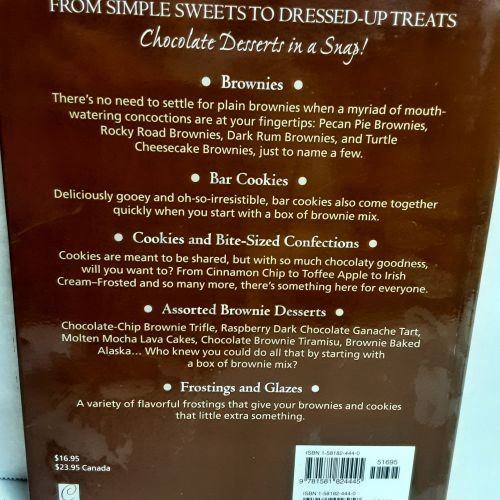 FROM SIMPLE SWEETS TO DRESSED-UP TREATS
Chocolate Desserts in a Snap!
• Brownies •
There's no need to settle for plain brownies when a myriad of mouth-
watering concoctions are at your fingertips: Pecan Pie Brownies,
Rocky Road Brownies, Dark Rum Brownies, and Turtle
Cheesecake Brownies, just to name a few.
• Bar Cookies •
Deliciously gooey and oh-so-irresistible, bar cookies also come together
quickly when you start with a box of brownie mix.
• Cookies and Bite-Sized Confections •
Cookies are meant to be shared, but with so much chocolaty goodness,
will you want to? From Cinnamon Chip to Toffee Apple to Irish
Cream–Frosted and so many more, there's something here for everyone.
• Assorted Brownie Desserts •
Chocolate-Chip Brownie Trifle, Raspberry Dark Chocolate Ganache Tart,
Molten Mocha Lava Cakes, Chocolate Brownie Tiramisu, Brownie Baked
Alaska... Who knew you could do all that by starting with
a box of brownie mix?
• Frostings and Glazes •
A variety of flavorful frostings that give your brownies and cookies
that little extra something.
$16.95
$23.95 Canada
ISBN 1-58182-444-0
51695
9 781581 824445
ISBN 1-58182-444-0